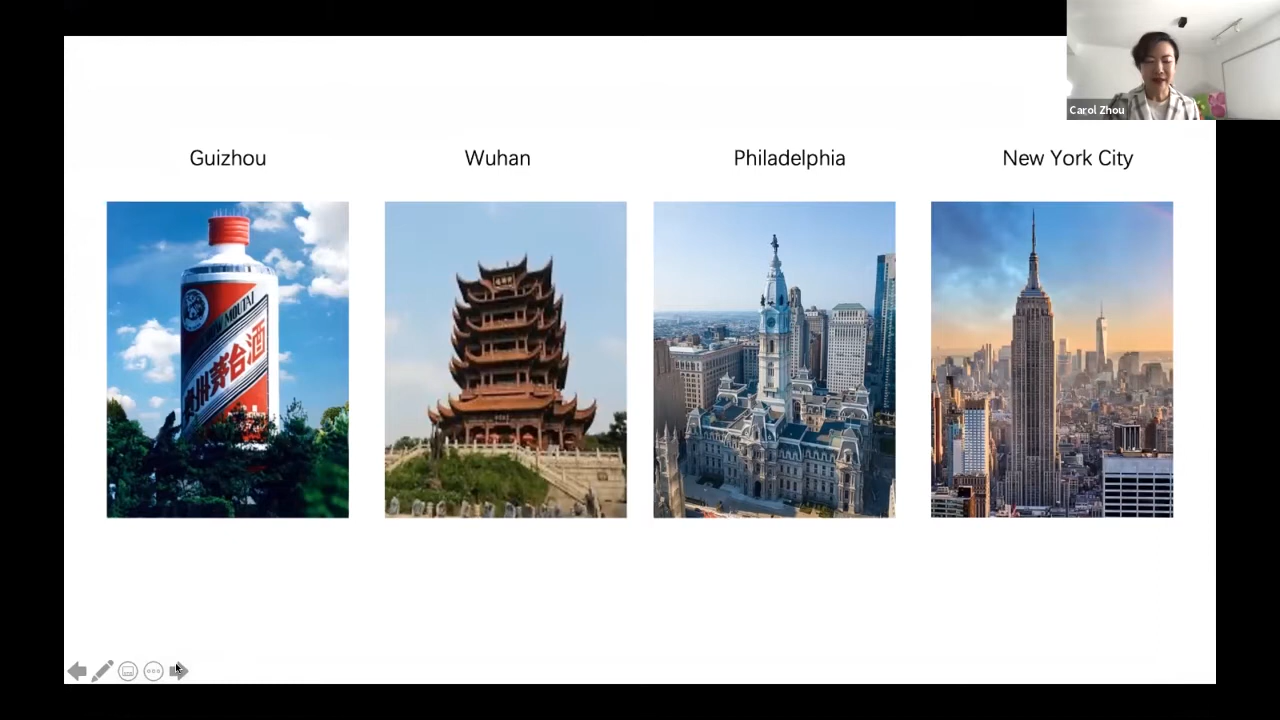 Carol Zhou
Guizhou
Wuhan
Philadelphia
New York City
MOUTAI
贵州茅台酒